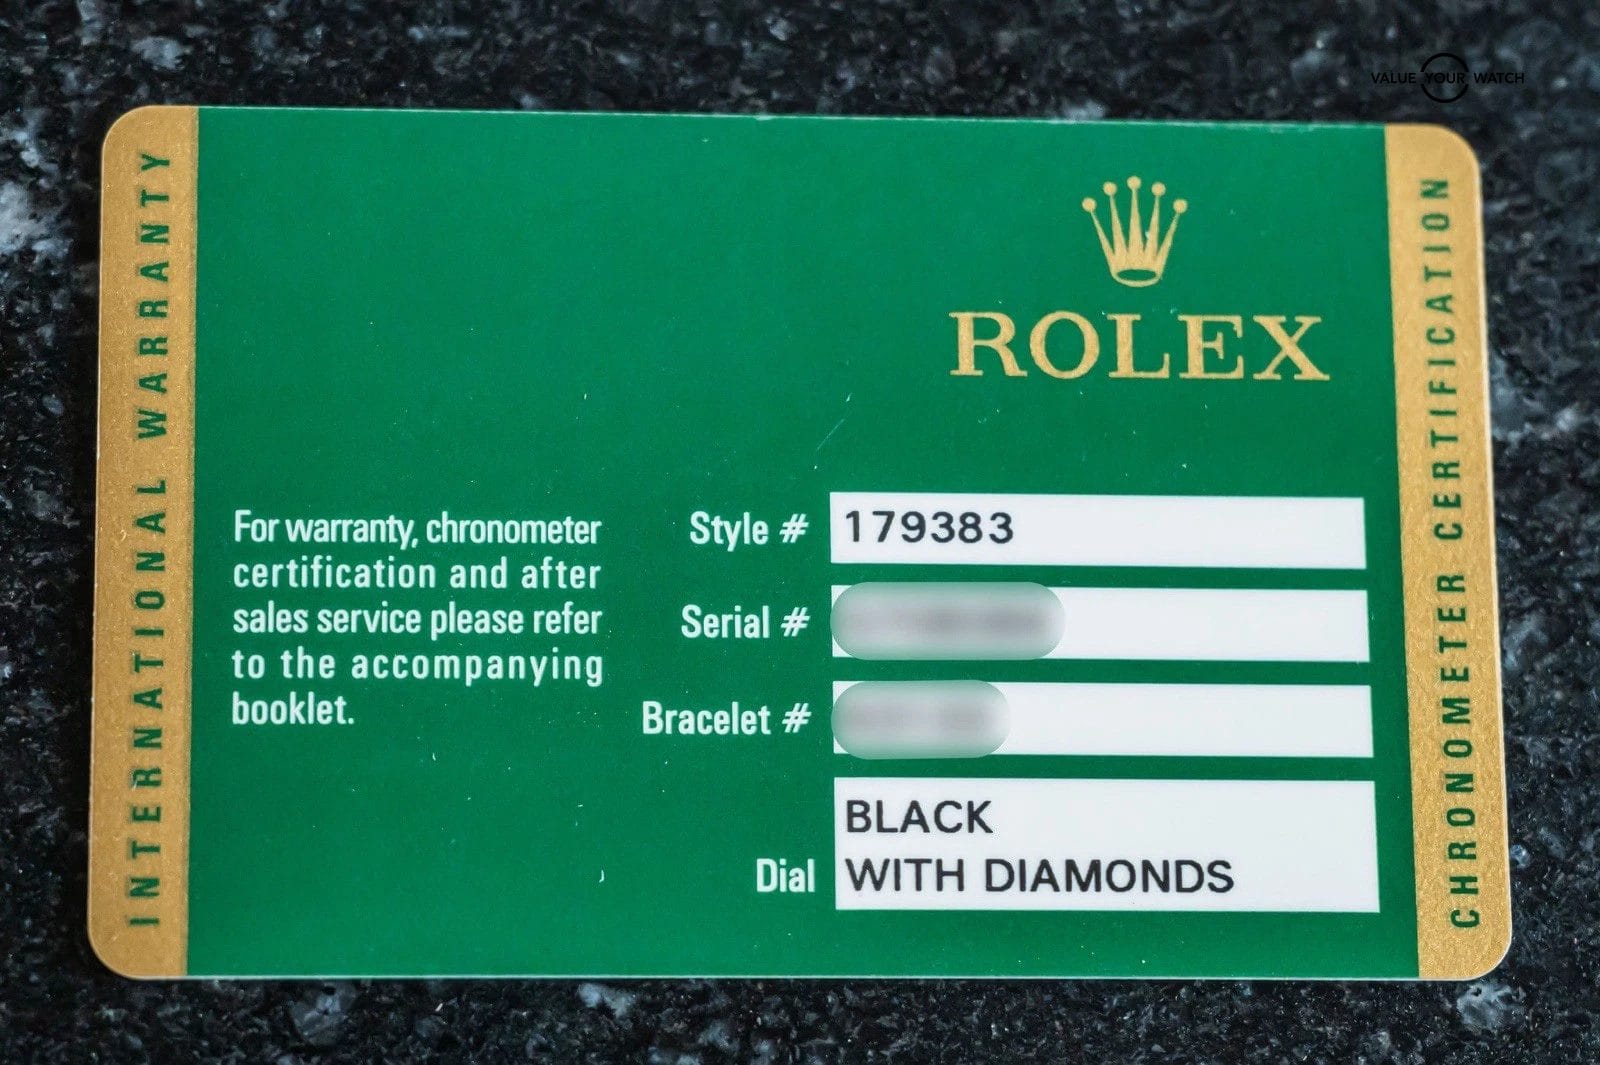 VALUE YOUR WATCH
INTERNATIONAL WARRANTY
ROLEX
CHRONOMETER CERTIFICATION
For warranty, chronometer
certification and after
sales service please refer
to the accompanying
booklet.
Style # 179383
Serial #
Bracelet #
Dial BLACK
WITH DIAMONDS